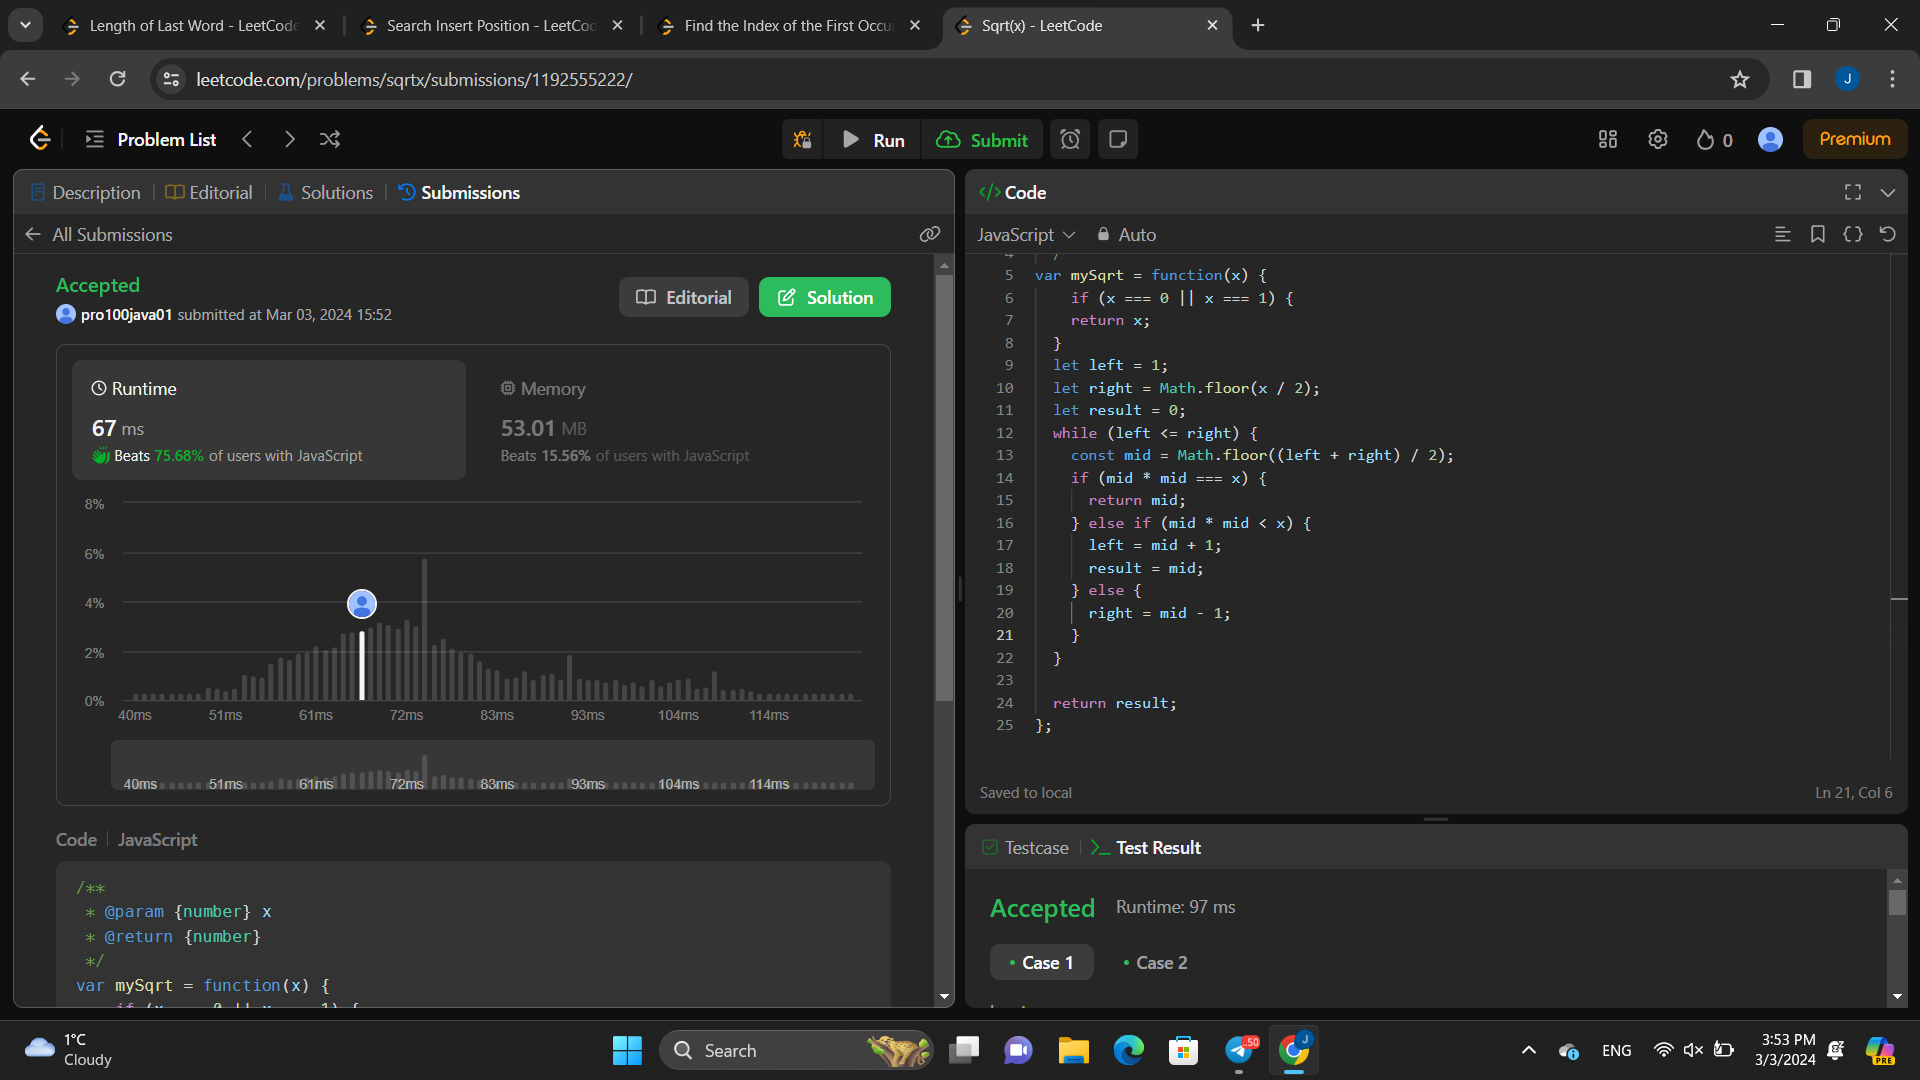 Length of Last Word - LeetCode
Search Insert Position - LeetCod
Find the Index of the First Occu
Sqrt(x) - LeetCode
leetcode.com/problems/sqrtx/submissions/1192555222/
J
Problem List
Run
Submit
0
Premium
Description
Editorial
Solutions
Submissions
All Submissions
Accepted
pro100java01 submitted at Mar 03, 2024 15:52
Editorial
Solution
Runtime
67 ms
Beats 75.68% of users with JavaScript
Memory
53.01 MB
Beats 15.56% of users with JavaScript
8%
6%
4%
2%
0%
40ms 51ms 61ms 72ms 83ms 93ms 104ms 114ms
40ms 51ms 61ms 72ms 83ms 93ms 104ms 114ms
Code JavaScript
/**
* @param {number} x
* @return {number}
*/
var mySqrt = function(x) {
</> Code
JavaScript Auto
5 var mySqrt = function(x) {
6 if (x === 0 || x === 1) {
7 return x;
8 }
9 let left = 1;
10 let right = Math.floor(x / 2);
11 let result = 0;
12 while (left <= right) {
13 const mid = Math.floor((left + right) / 2);
14 if (mid * mid === x) {
15 return mid;
16 } else if (mid * mid < x) {
17 left = mid + 1;
18 result = mid;
19 } else {
20 right = mid - 1;
21 }
22 }
23
24 return result;
25 };
Saved to local
Ln 21, Col 6
Testcase
Test Result
Accepted
Runtime: 97 ms
Case 1
Case 2
1°C
Cloudy
Search
50
J
ENG
3:53 PM
3/3/2024
PRE